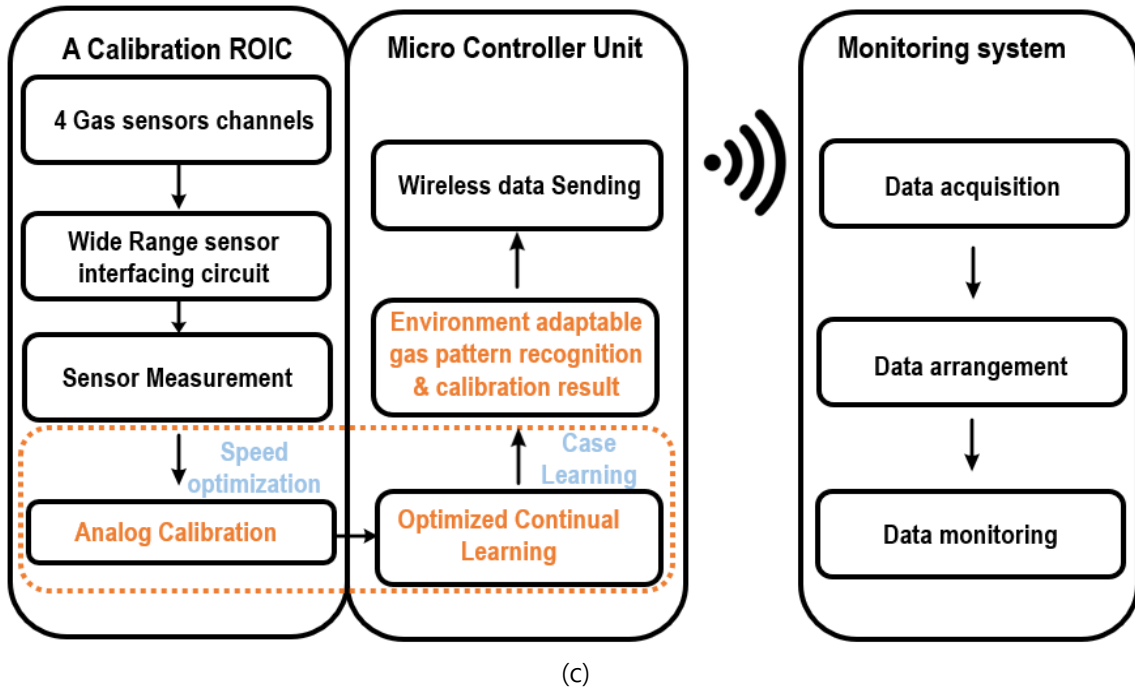 A Calibration ROIC
4 Gas sensors channels
Wide Range sensor
interfacing circuit
Sensor Measurement
Speed
optimization
Analog Calibration
Micro Controller Unit
Wireless data Sending
Environment adaptable
gas pattern recognition
& calibration result
Case
Learning
Optimized Continual
Learning
Monitoring system
Data acquisition
Data arrangement
Data monitoring
(c)